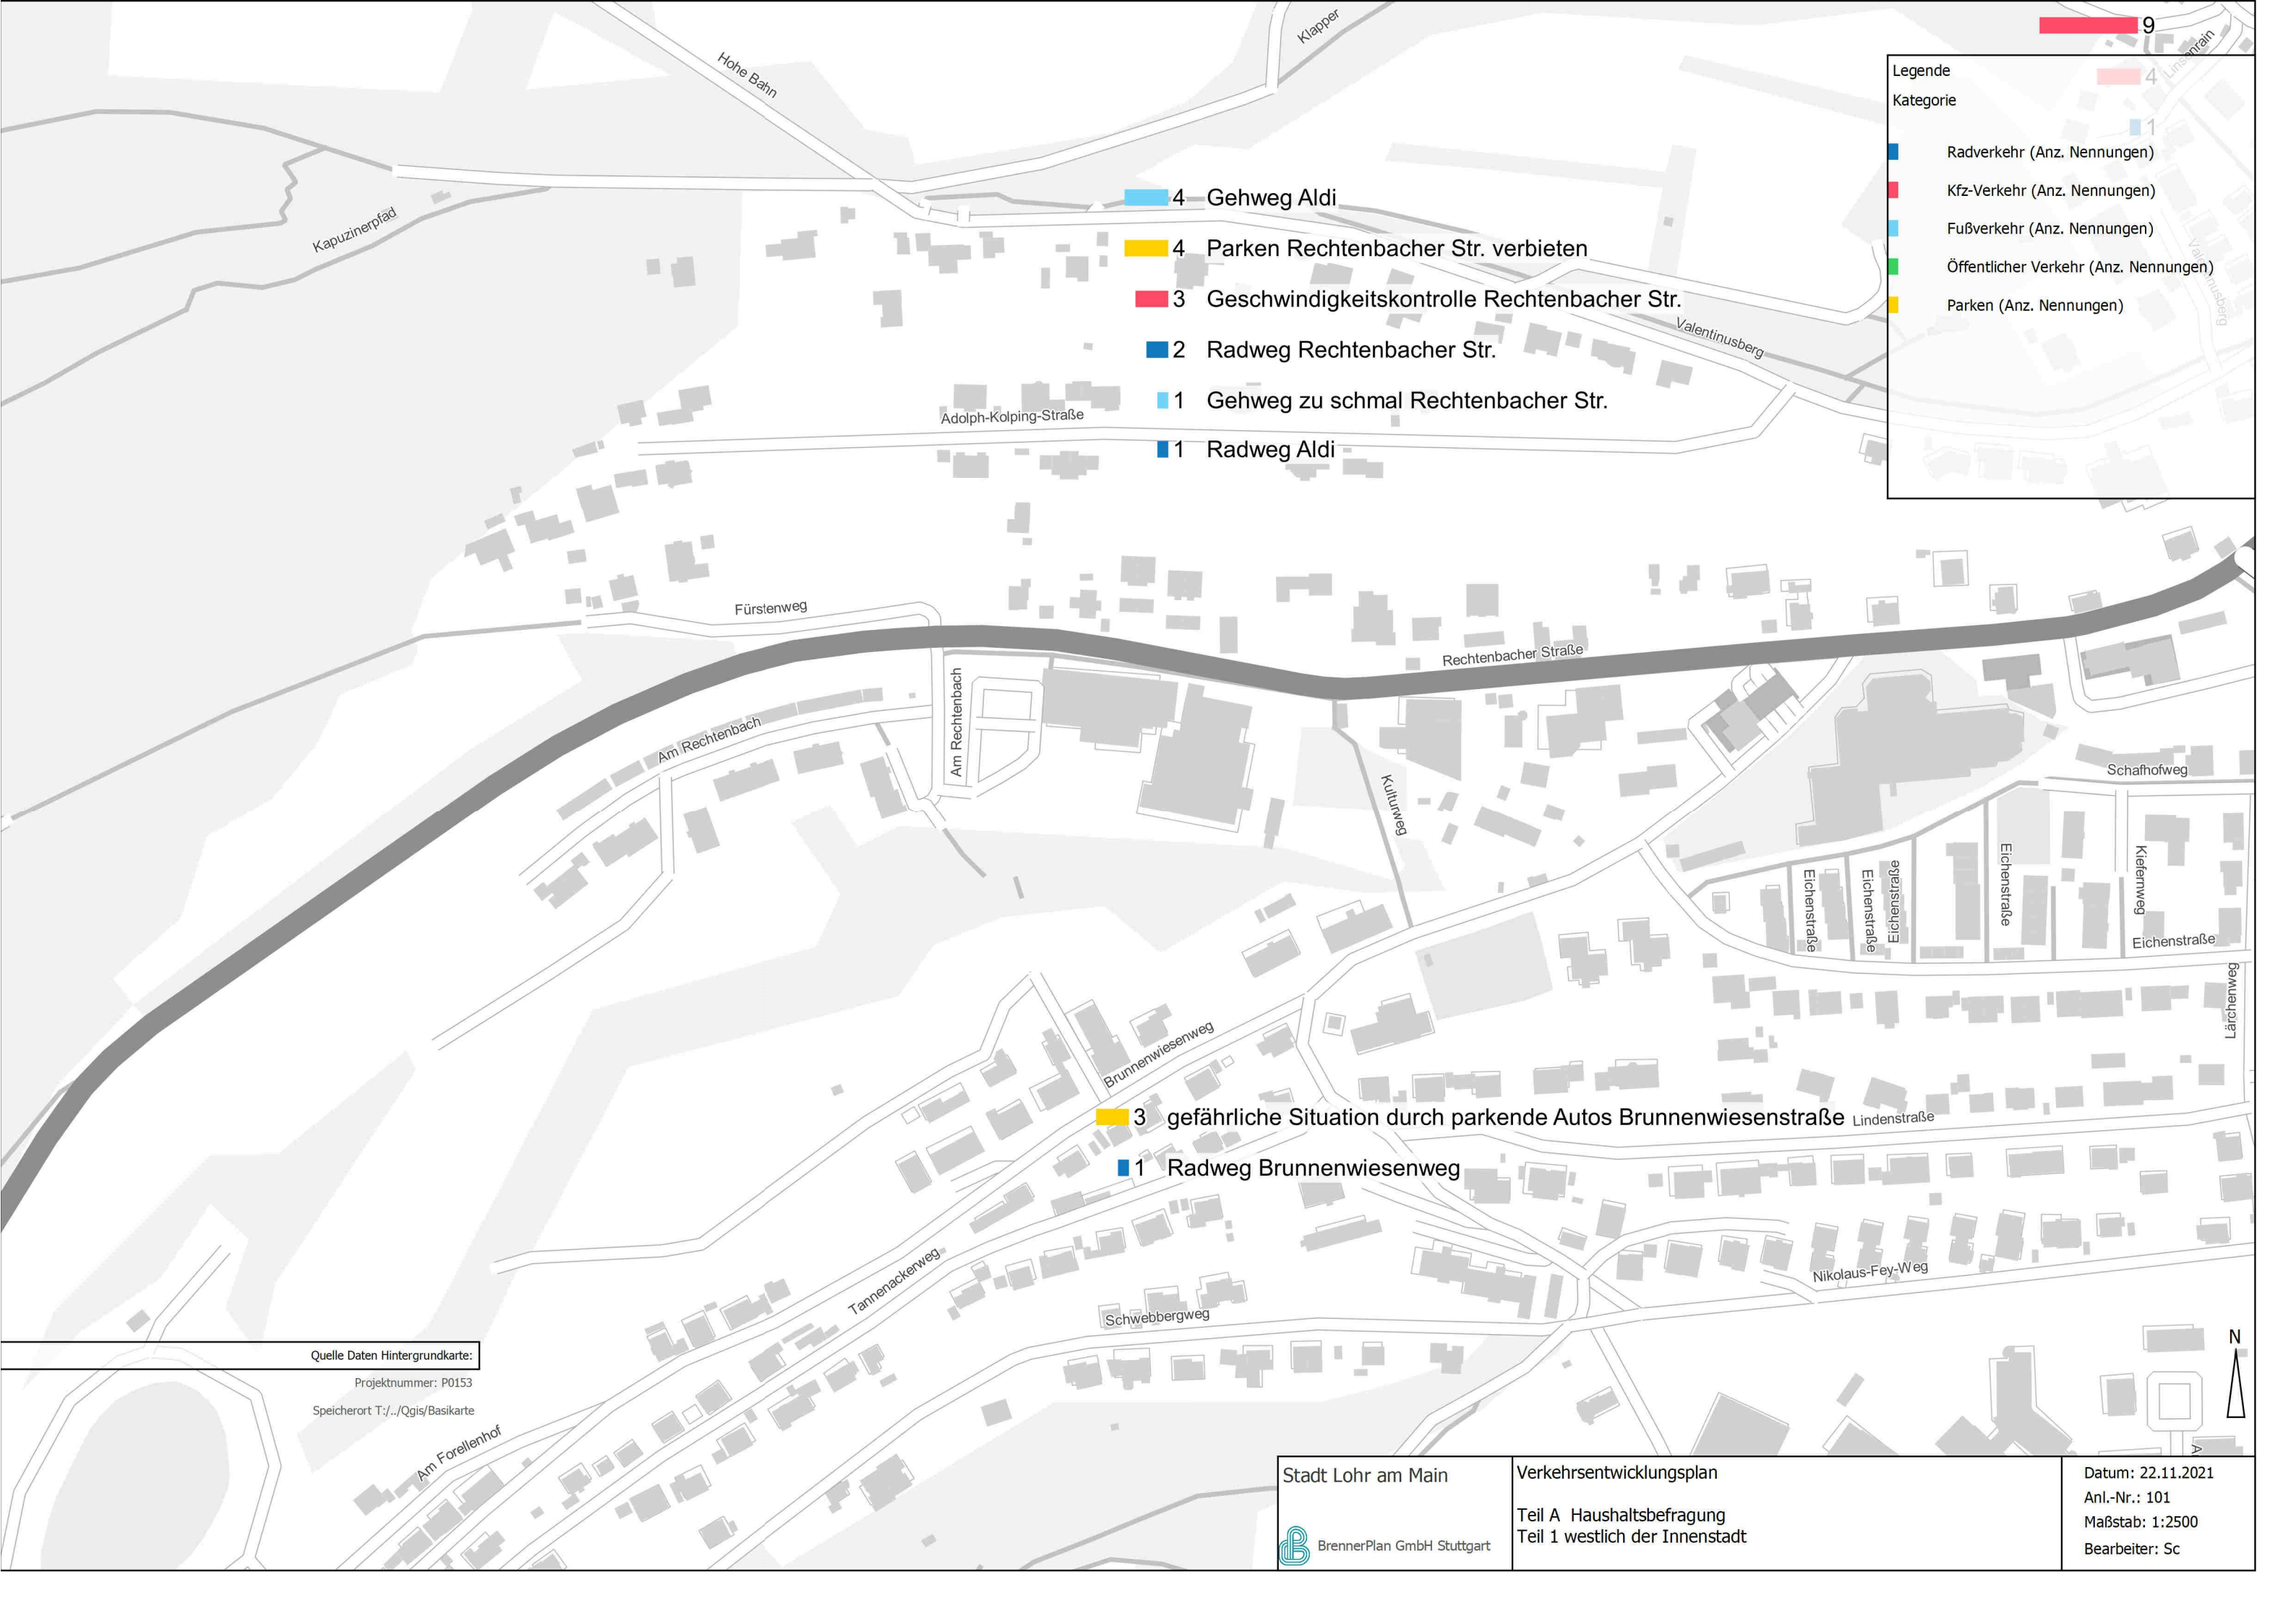 9
Legende
4
Linsenrain
Kategorie
1
Radverkehr (Anz. Nennungen)
Kfz-Verkehr (Anz. Nennungen)
Fußverkehr (Anz. Nennungen)
Öffentlicher Verkehr (Anz. Nennungen)
Parken (Anz. Nennungen)
Valentinusberg
Klapper
Hohe Bahn
Kapuzinerpfad
4 Gehweg Aldi
4 Parken Rechtenbacher Str. verbieten
3 Geschwindigkeitskontrolle Rechtenbacher Str.
Valentinusberg
2 Radweg Rechtenbacher Str.
1 Gehweg zu schmal Rechtenbacher Str.
Adolph-Kolping-Straße
1 Radweg Aldi
Fürstenweg
Rechtenbacher Straße
Am Rechtenbach
Am Rechtenbach
Kulturweg
Schafhofweg
Eichenstraße
Eichenstraße
Eichenstraße
Eichenstraße
Kiefernweg
Eichenstraße
Lärchenweg
Brunnenwiesenweg
3 gefährliche Situation durch parkende Autos Brunnenwiesenstraße
Lindenstraße
1 Radweg Brunnenwiesenweg
Tannenackerweg
Nikolaus-Fey-Weg
Schwebbergweg
Am Forellenhof
Quelle Daten Hintergrundkarte:
Projektnummer: P0153
Speicherort T:/../Qgis/Basikarte
N
A
Stadt Lohr am Main
BrennerPlan GmbH Stuttgart
Verkehrsentwicklungsplan
Teil A Haushaltsbefragung
Teil 1 westlich der Innenstadt
Datum: 22.11.2021
Anl.-Nr.: 101
Maßstab: 1:2500
Bearbeiter: Sc